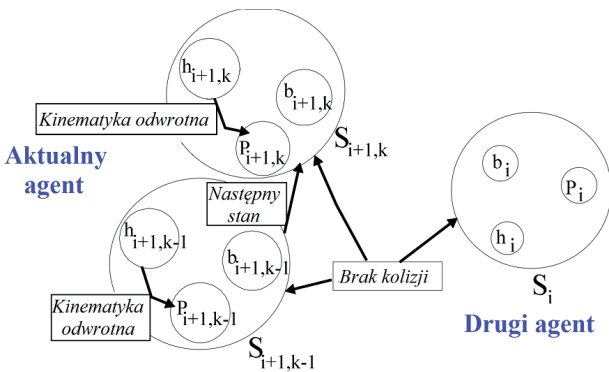 h i+1,k
b i+1,k
Kinematyka odwrotna
P i+1,k
S i+1,k
Aktualny
agent
b i
P i
h i
S i
Następny
stan
h i+1,k-1
b i+1,k-1
Brak kolizji
Kinematyka
odwrotna
P i+1,k-1
S i+1,k-1
Drugi agent